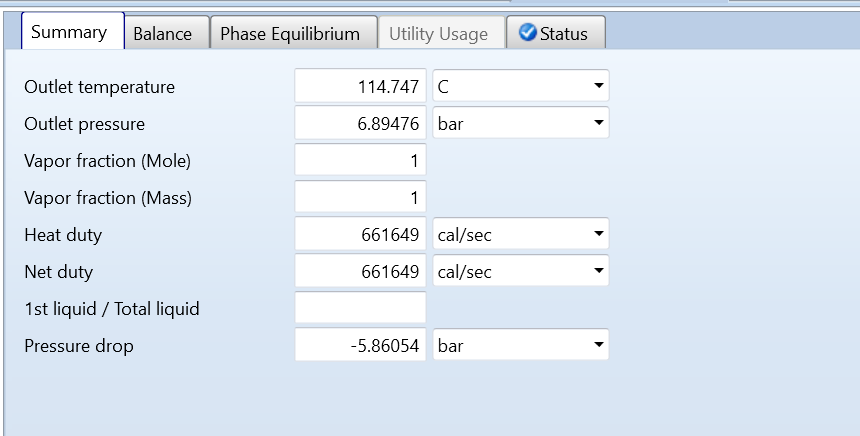 Summary Balance Phase Equilibrium Utility Usage Status
Outlet temperature 114.747 C
Outlet pressure 6.89476 bar
Vapor fraction (Mole) 1
Vapor fraction (Mass) 1
Heat duty 661649 cal/sec
Net duty 661649 cal/sec
1st liquid / Total liquid
Pressure drop -5.86054 bar